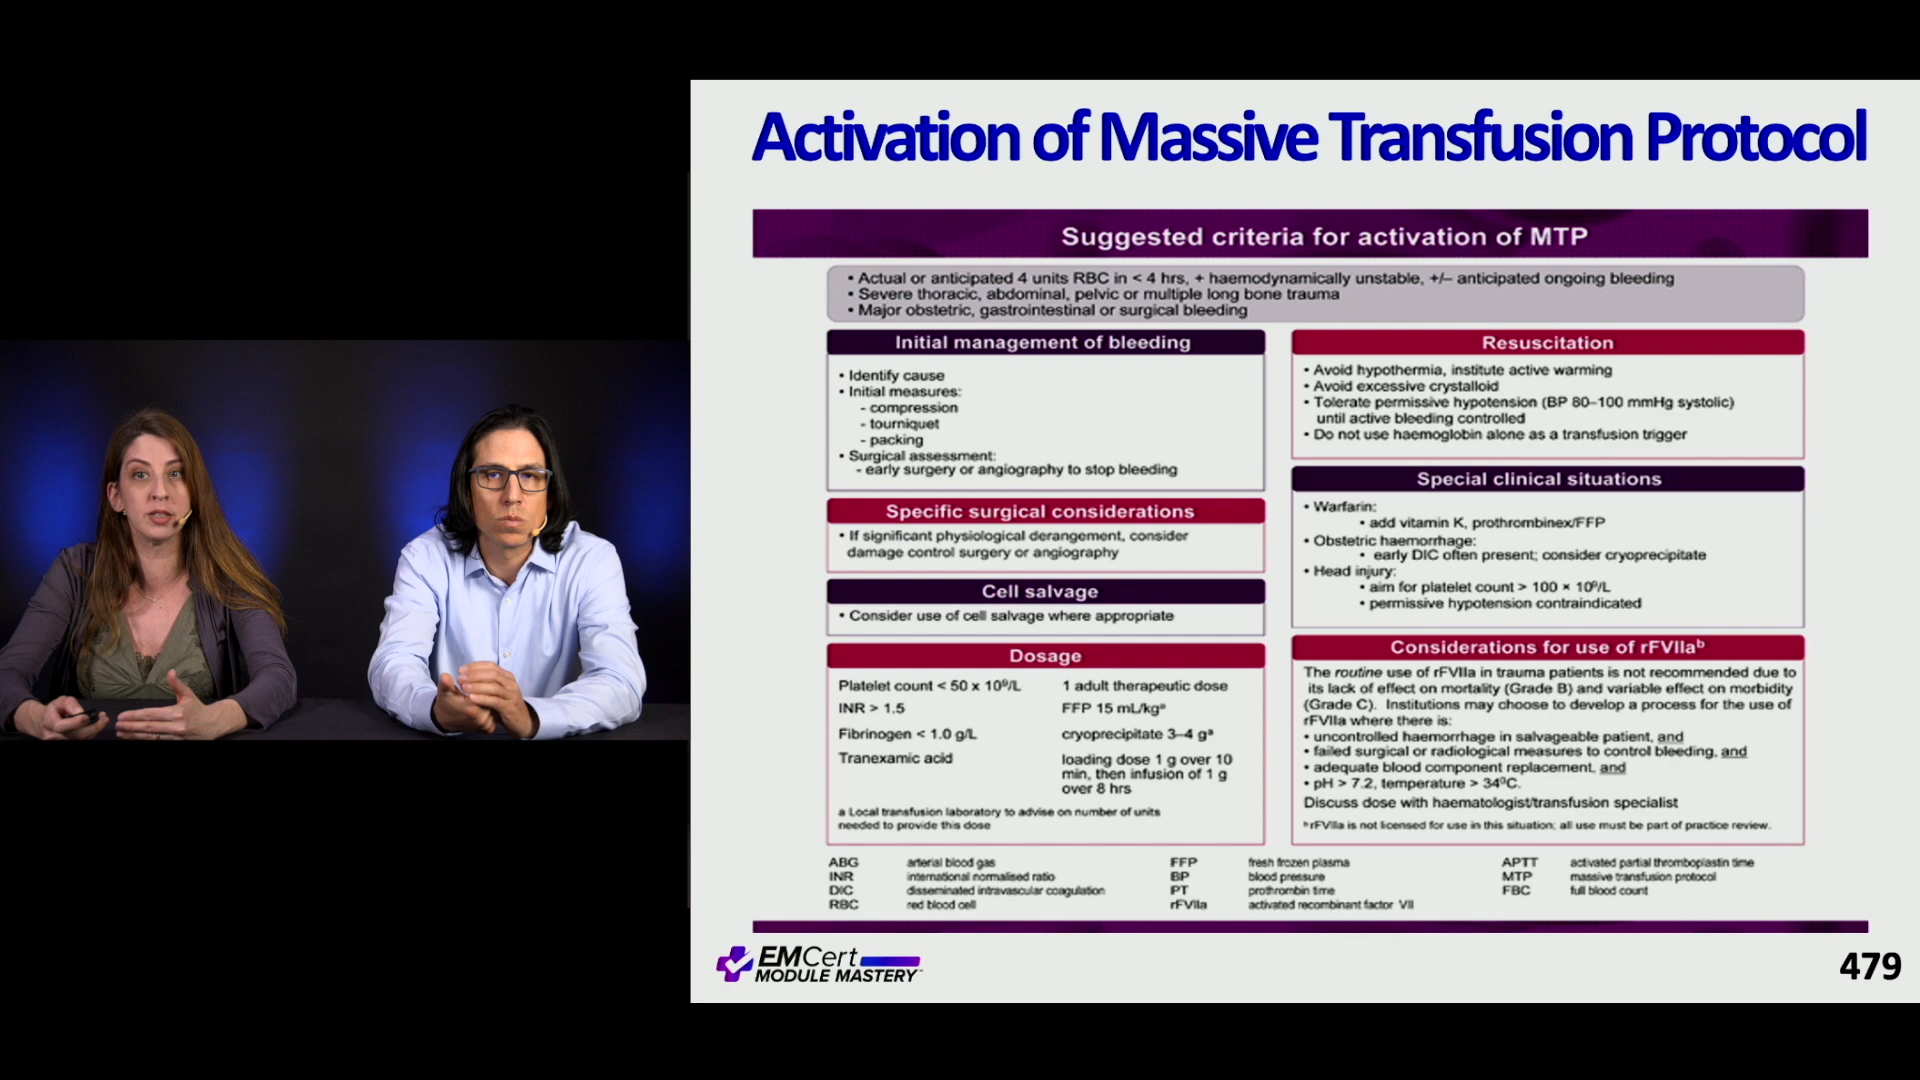 Activation of Massive Transfusion Protocol
Suggested criteria for activation of MTP
• Actual or anticipated 4 units RBC in < 4 hrs, + haemodynamically unstable, +/– anticipated ongoing bleeding
• Severe thoracic, abdominal, pelvic or multiple long bone trauma
• Major obstetric, gastrointestinal or surgical bleeding
Initial management of bleeding
• Identify cause
• Initial measures:
- compression
- tourniquet
- packing
• Surgical assessment:
- early surgery or angiography to stop bleeding
Specific surgical considerations
• If significant physiological derangement, consider
damage control surgery or angiography
Cell salvage
• Consider use of cell salvage where appropriate
Dosage
Platelet count < 50 x 10⁹/L 1 adult therapeutic dose
INR > 1.5 FFP 15 mL/kgᵃ
Fibrinogen < 1.0 g/L cryoprecipitate 3–4 gᵃ
Tranexamic acid loading dose 1 g over 10
min, then infusion of 1 g
over 8 hrs
a Local transfusion laboratory to advise on number of units
needed to provide this dose
Resuscitation
• Avoid hypothermia, institute active warming
• Avoid excessive crystalloid
• Tolerate permissive hypotension (BP 80–100 mmHg systolic)
until active bleeding controlled
• Do not use haemoglobin alone as a transfusion trigger
Special clinical situations
• Warfarin:
• add vitamin K, prothrombinex/FFP
• Obstetric haemorrhage:
• early DIC often present; consider cryoprecipitate
• Head injury:
• aim for platelet count > 100 × 10⁹/L
• permissive hypotension contraindicated
Considerations for use of rFVIIaᵇ
The routine use of rFVIIa in trauma patients is not recommended due to
its lack of effect on mortality (Grade B) and variable effect on morbidity
(Grade C). Institutions may choose to develop a process for the use of
rFVIIa where there is:
• uncontrolled haemorrhage in salvageable patient, and
• failed surgical or radiological measures to control bleeding, and
• adequate blood component replacement, and
• pH > 7.2, temperature > 34⁰C.
Discuss dose with haematologist/transfusion specialist
ᵇ rFVIIa is not licensed for use in this situation; all use must be part of practice review.
ABG arterial blood gas FFP fresh frozen plasma APTT activated partial thromboplastin time
INR international normalised ratio BP blood pressure MTP massive transfusion protocol
DIC disseminated intravascular coagulation PT prothrombin time FBC full blood count
RBC red blood cell rFVIIa activated recombinant factor VII
EMCert
MODULE MASTERY™
479